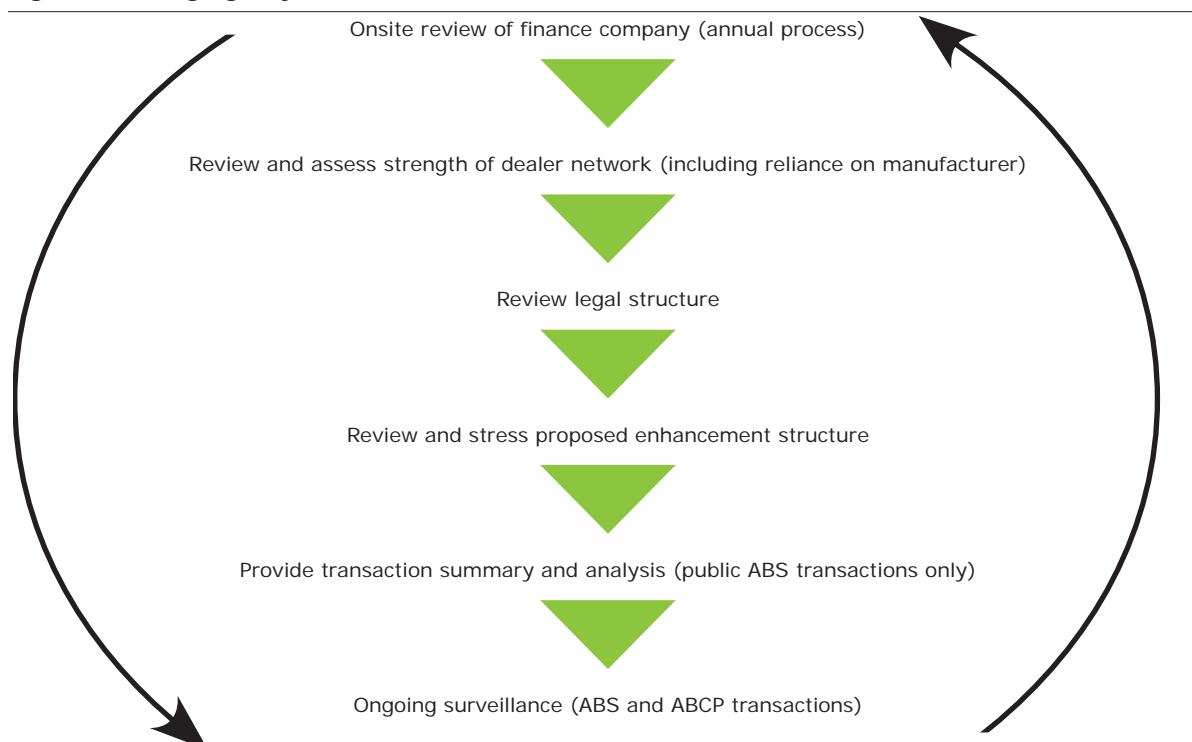 Onsite review of finance company (annual process)
Review and assess strength of dealer network (including reliance on manufacturer)
Review legal structure
Review and stress proposed enhancement structure
Provide transaction summary and analysis (public ABS transactions only)
Ongoing surveillance (ABS and ABCP transactions)